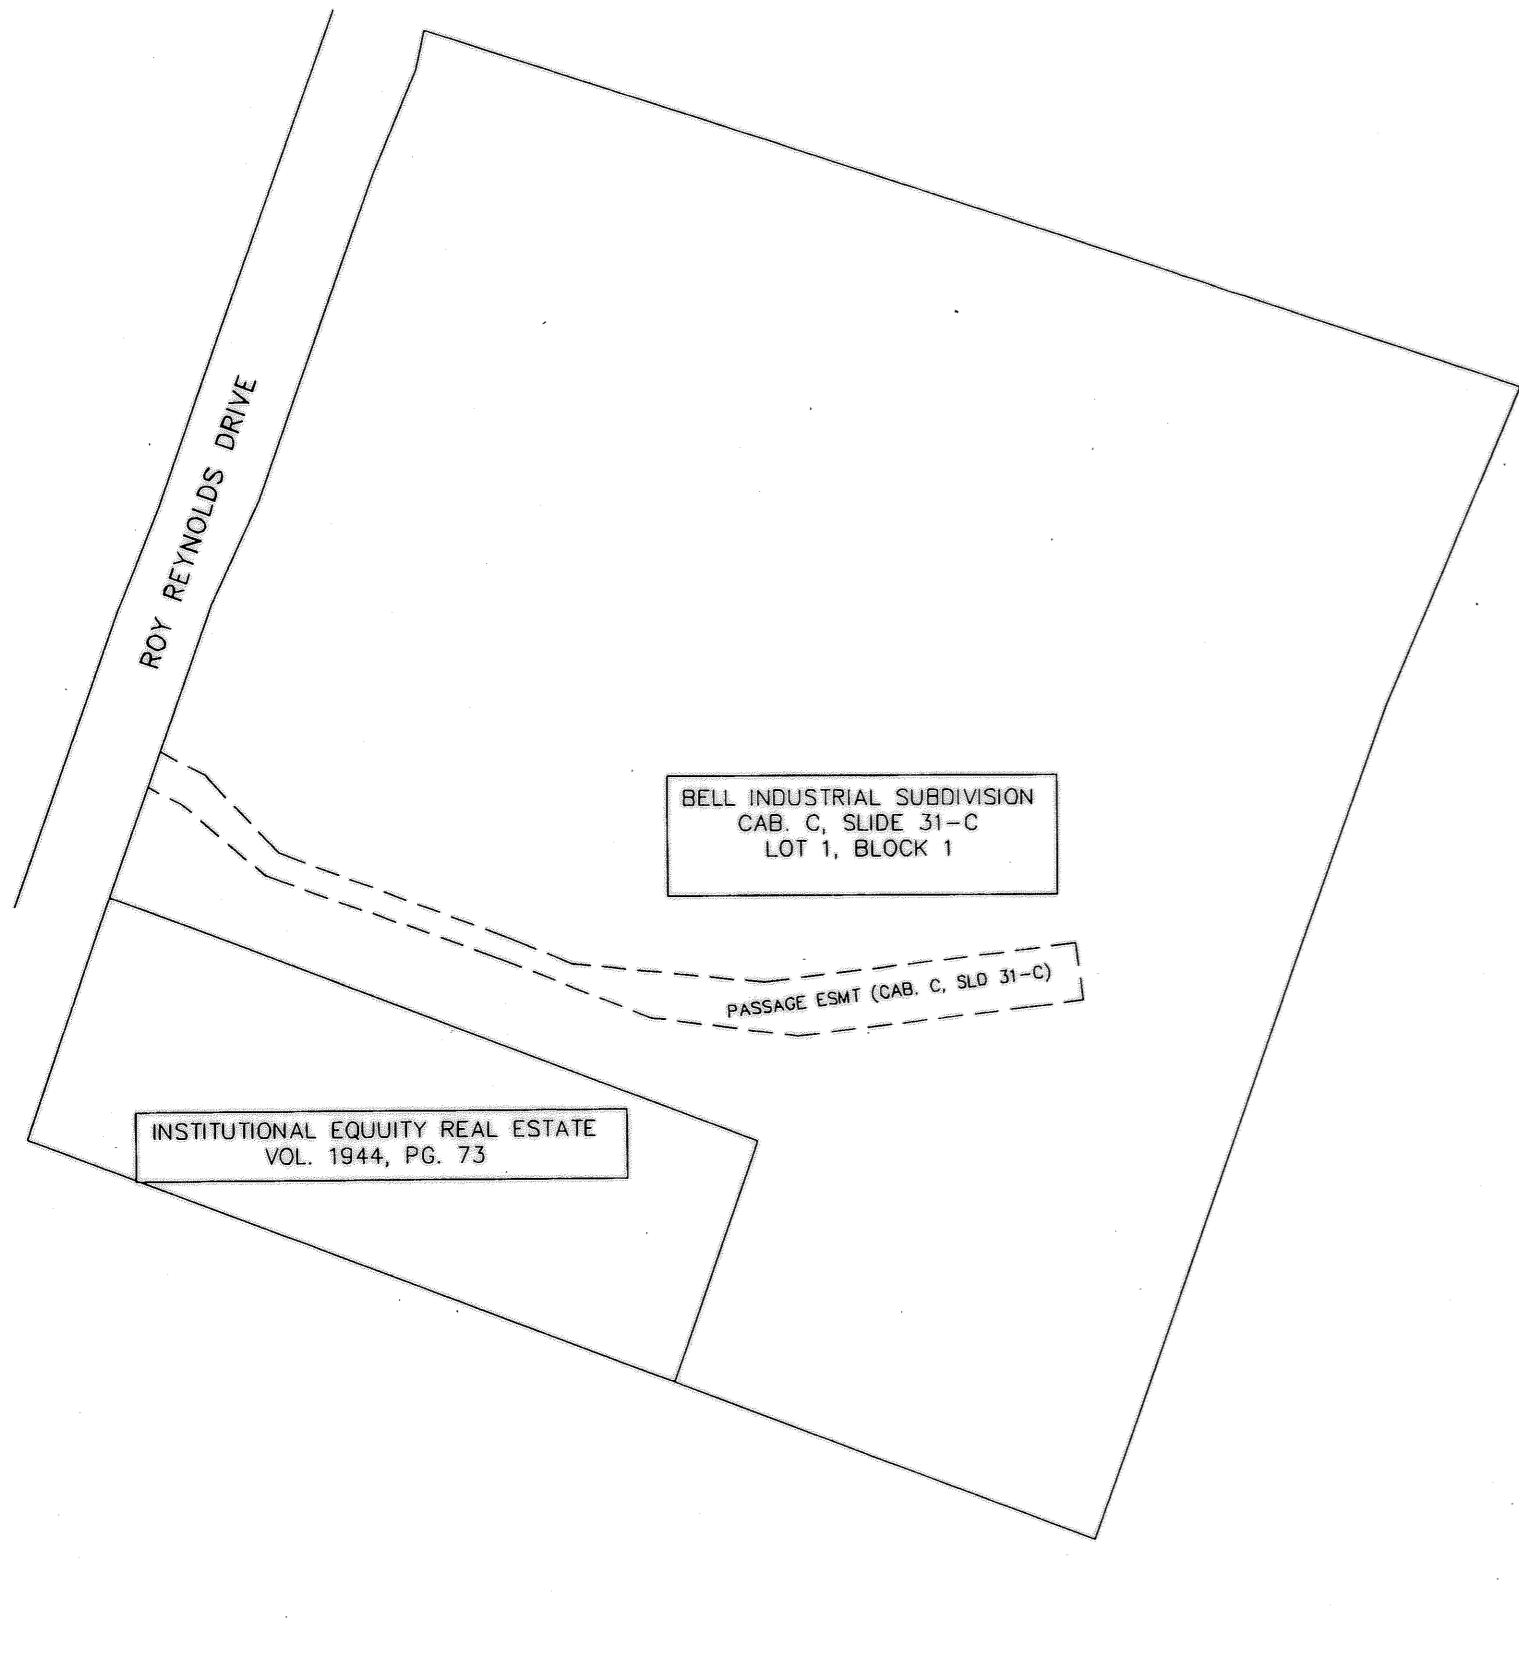 ROY REYNOLDS DRIVE
BELL INDUSTRIAL SUBDIVISION
CAB. C, SLIDE 31-C
LOT 1, BLOCK 1
PASSAGE ESMT (CAB. C, SLD 31-C)
INSTITUTIONAL EQUUITY REAL ESTATE
VOL. 1944, PG. 73